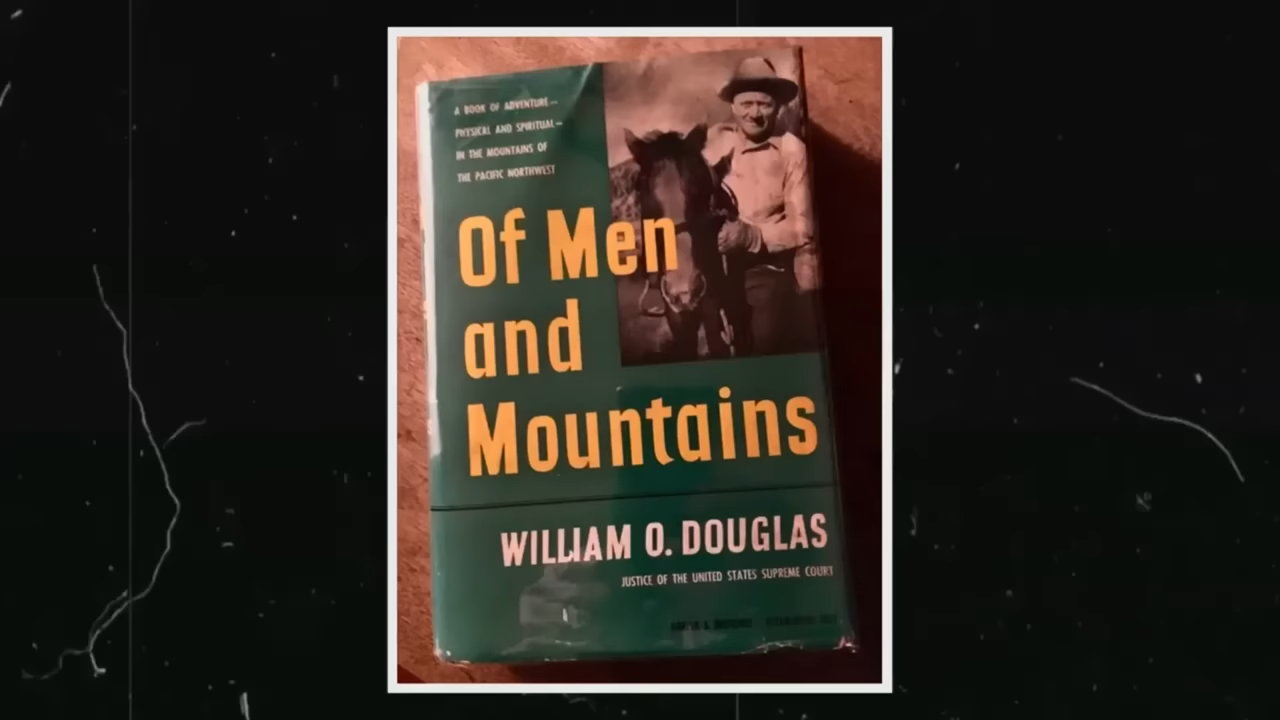 A BOOK OF ADVENTURE—
PHYSICAL AND SPIRITUAL—
IN THE MOUNTAINS OF
THE PACIFIC NORTHWEST
Of Men
and
Mountains
WILLIAM O. DOUGLAS
JUSTICE OF THE UNITED STATES SUPREME COURT